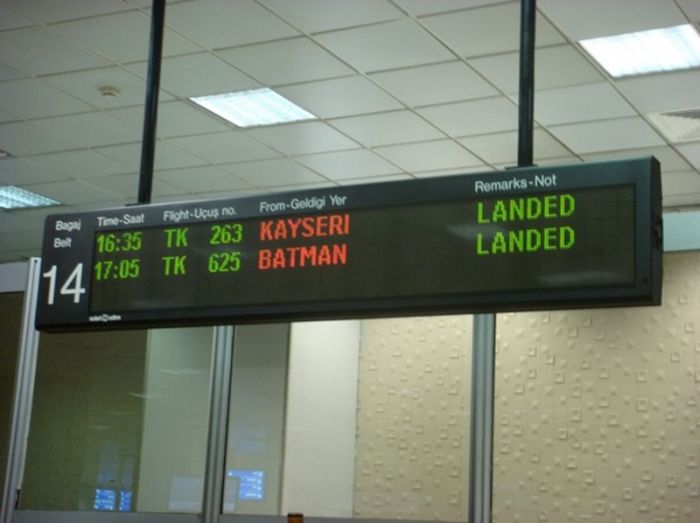 Bagaj Time-Saat Flight-Uçuş no. From-Geldigi Yer Remarks-Not
Belt 16:35 TK 263 KAYSERI LANDED
14 17:05 TK 625 BATMAN LANDED